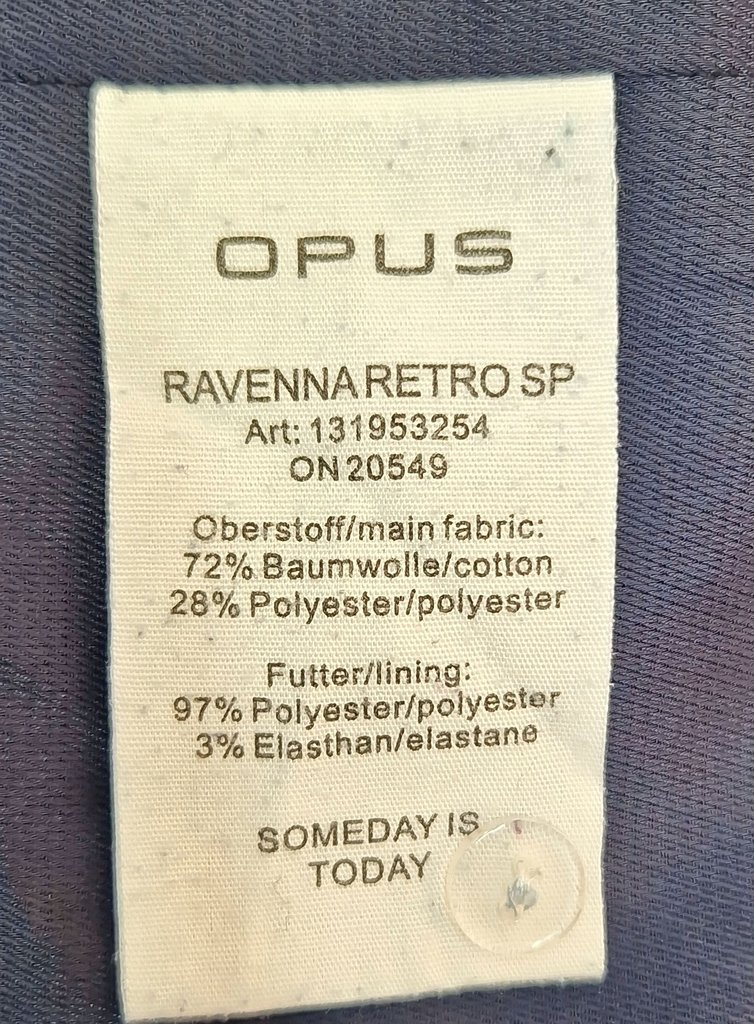 OPUS
RAVENNA RETRO SP
Art: 131953254
ON 20549
Oberstoff/main fabric:
72% Baumwolle/cotton
28% Polyester/polyester
Futter/lining:
97% Polyester/polyester
3% Elasthan/elastane
SOMEDAY IS
TODAY